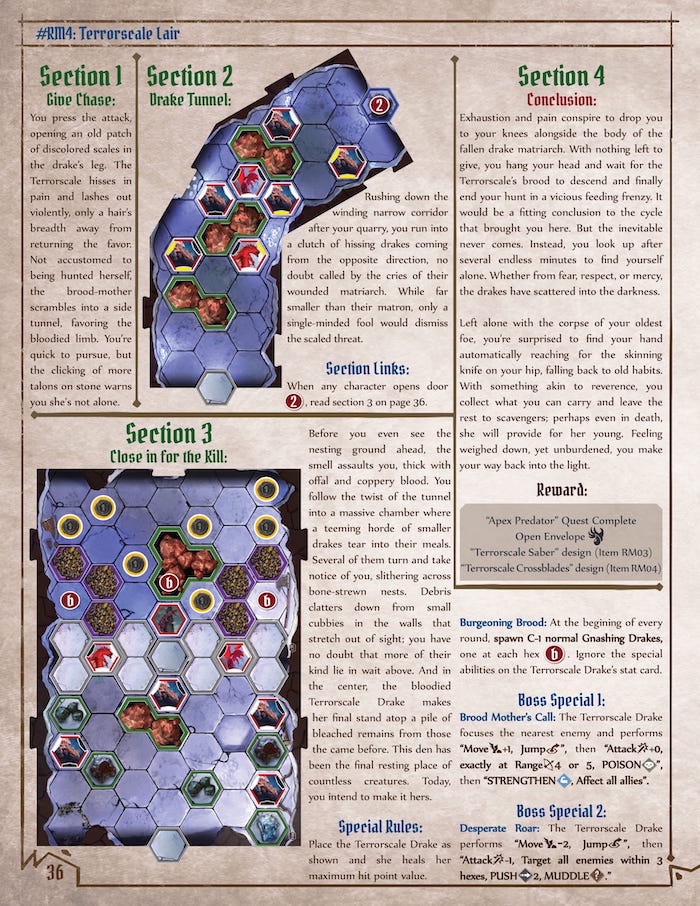 #RM4: Terrorscale Lair
Section 1
Give Chase:
You press the attack,
opening an old patch
of discolored scales in
the drake's leg. The
Terrorscale hisses in
pain and lashes out
violently, only a hair's
breadth away from
returning the favor.
Not accustomed to
being hunted herself,
the brood-mother
scrambles into a side
tunnel, favoring the
bloodied limb. You're
quick to pursue, but
the clicking of more
talons on stone warns
you she's not alone.
Section 2
Drake Tunnel:
2
Rushing down the
winding narrow corridor
after your quarry, you run into
a clutch of hissing drakes coming
from the opposite direction, no
doubt called by the cries of their
wounded matriarch. While far
smaller than their matron, only a
single-minded fool would dismiss
the scaled threat.
Section Links:
When any character opens door
2, read section 3 on page 36.
Section 3
Close in for the Kill:
6
6
6
Before you even see the
nesting ground ahead, the
smell assaults you, thick with
offal and coppery blood. You
follow the twist of the tunnel
into a massive chamber where
a teeming horde of smaller
drakes tear into their meals.
Several of them turn and take
notice of you, slithering across
bone-strewn nests. Debris
clatters down from small
cubbies in the walls that
stretch out of sight; you have
no doubt that more of their
kind lie in wait above. And in
the center, the bloodied
Terrorscale Drake makes
her final stand atop a pile of
bleached remains from those
the came before. This den has
been the final resting place of
countless creatures. Today,
you intend to make it hers.
Special Rules:
Place the Terrorscale Drake as
shown and she heals her
maximum hit point value.
Section 4
Conclusion:
Exhaustion and pain conspire to drop you
to your knees alongside the body of the
fallen drake matriarch. With nothing left to
give, you hang your head and wait for the
Terrorscale's brood to descend and finally
end your hunt in a vicious feeding frenzy. It
would be a fitting conclusion to the cycle
that brought you here. But the inevitable
never comes. Instead, you look up after
several endless minutes to find yourself
alone. Whether from fear, respect, or mercy,
the drakes have scattered into the darkness.
Left alone with the corpse of your oldest
foe, you're surprised to find your hand
automatically reaching for the skinning
knife on your hip, falling back to old habits.
With something akin to reverence, you
collect what you can carry and leave the
rest to scavengers; perhaps even in death,
she will provide for her young. Feeling
weighed down, yet unburdened, you make
your way back into the light.
Reward:
"Apex Predator" Quest Complete
Open Envelope
"Terrorscale Saber" design (Item RM03)
"Terrorscale Crossblades" design (Item RM04)
Burgeoning Brood: At the begining of every
round, spawn C-1 normal Gnashing Drakes,
one at each hex 6. Ignore the special
abilities on the Terrorscale Drake's stat card.
Boss Special 1:
Brood Mother's Call: The Terrorscale Drake
focuses the nearest enemy and performs
"Move +1, Jump", then "Attack +0,
exactly at Range 4 or 5, POISON",
then "STRENGTHEN, Affect all allies".
Boss Special 2:
Desperate Roar: The Terrorscale Drake
performs "Move -2, Jump", then
"Attack -1, Target all enemies within 3
hexes, PUSH 2, MUDDLE."
36